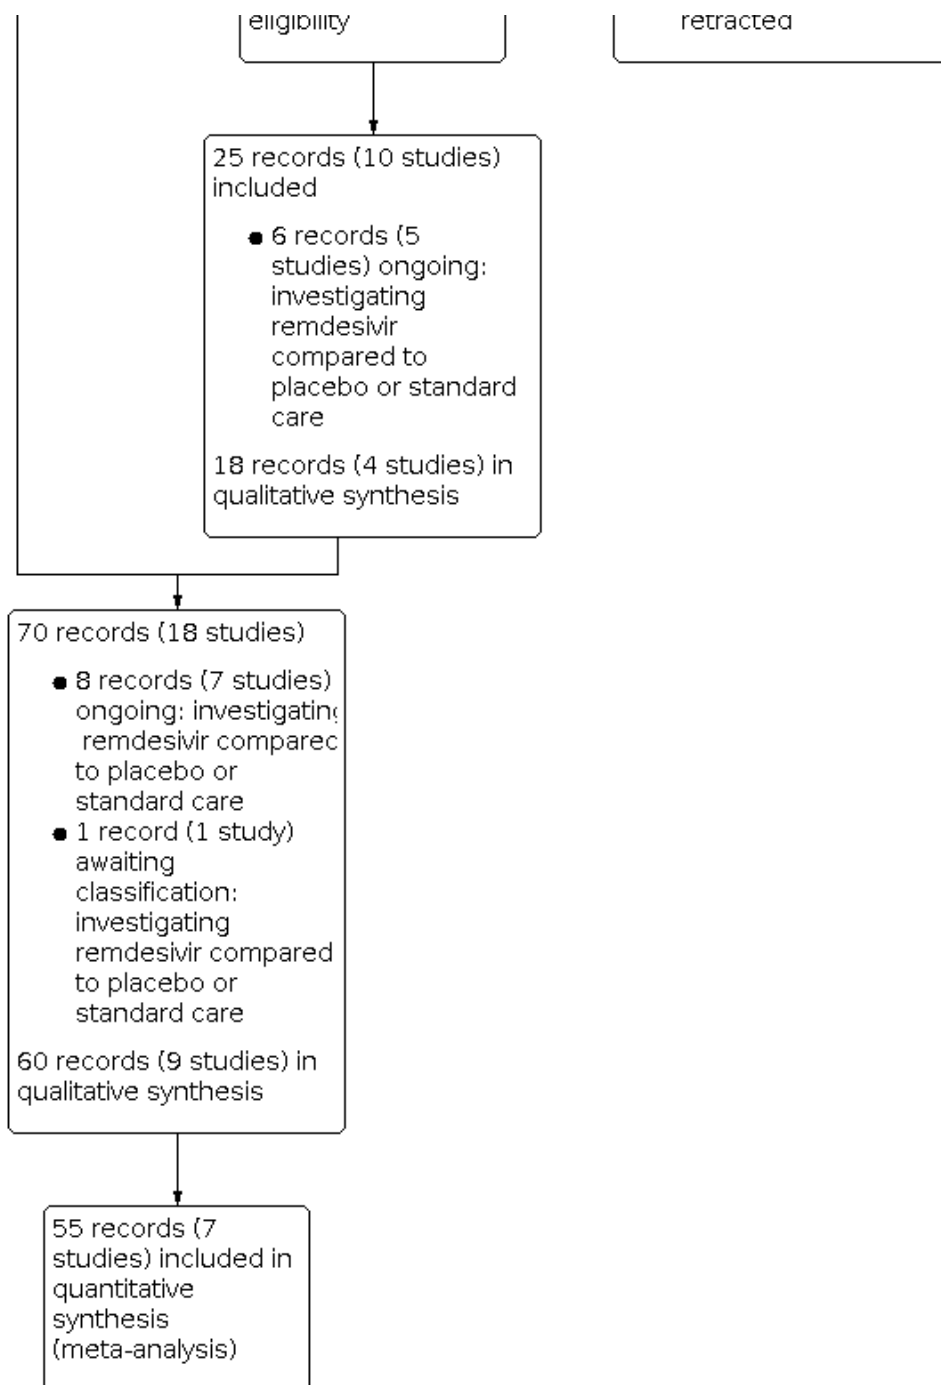 eligibility
retracted
25 records (10 studies)
included
● 6 records (5
studies) ongoing:
investigating
remdesivir
compared to
placebo or standard
care
18 records (4 studies) in
qualitative synthesis
70 records (18 studies)
● 8 records (7 studies)
ongoing: investigating
remdesivir compared
to placebo or
standard care
● 1 record (1 study)
awaiting
classification:
investigating
remdesivir compared
to placebo or
standard care
60 records (9 studies) in
qualitative synthesis
55 records (7
studies) included in
quantitative
synthesis
(meta-analysis)